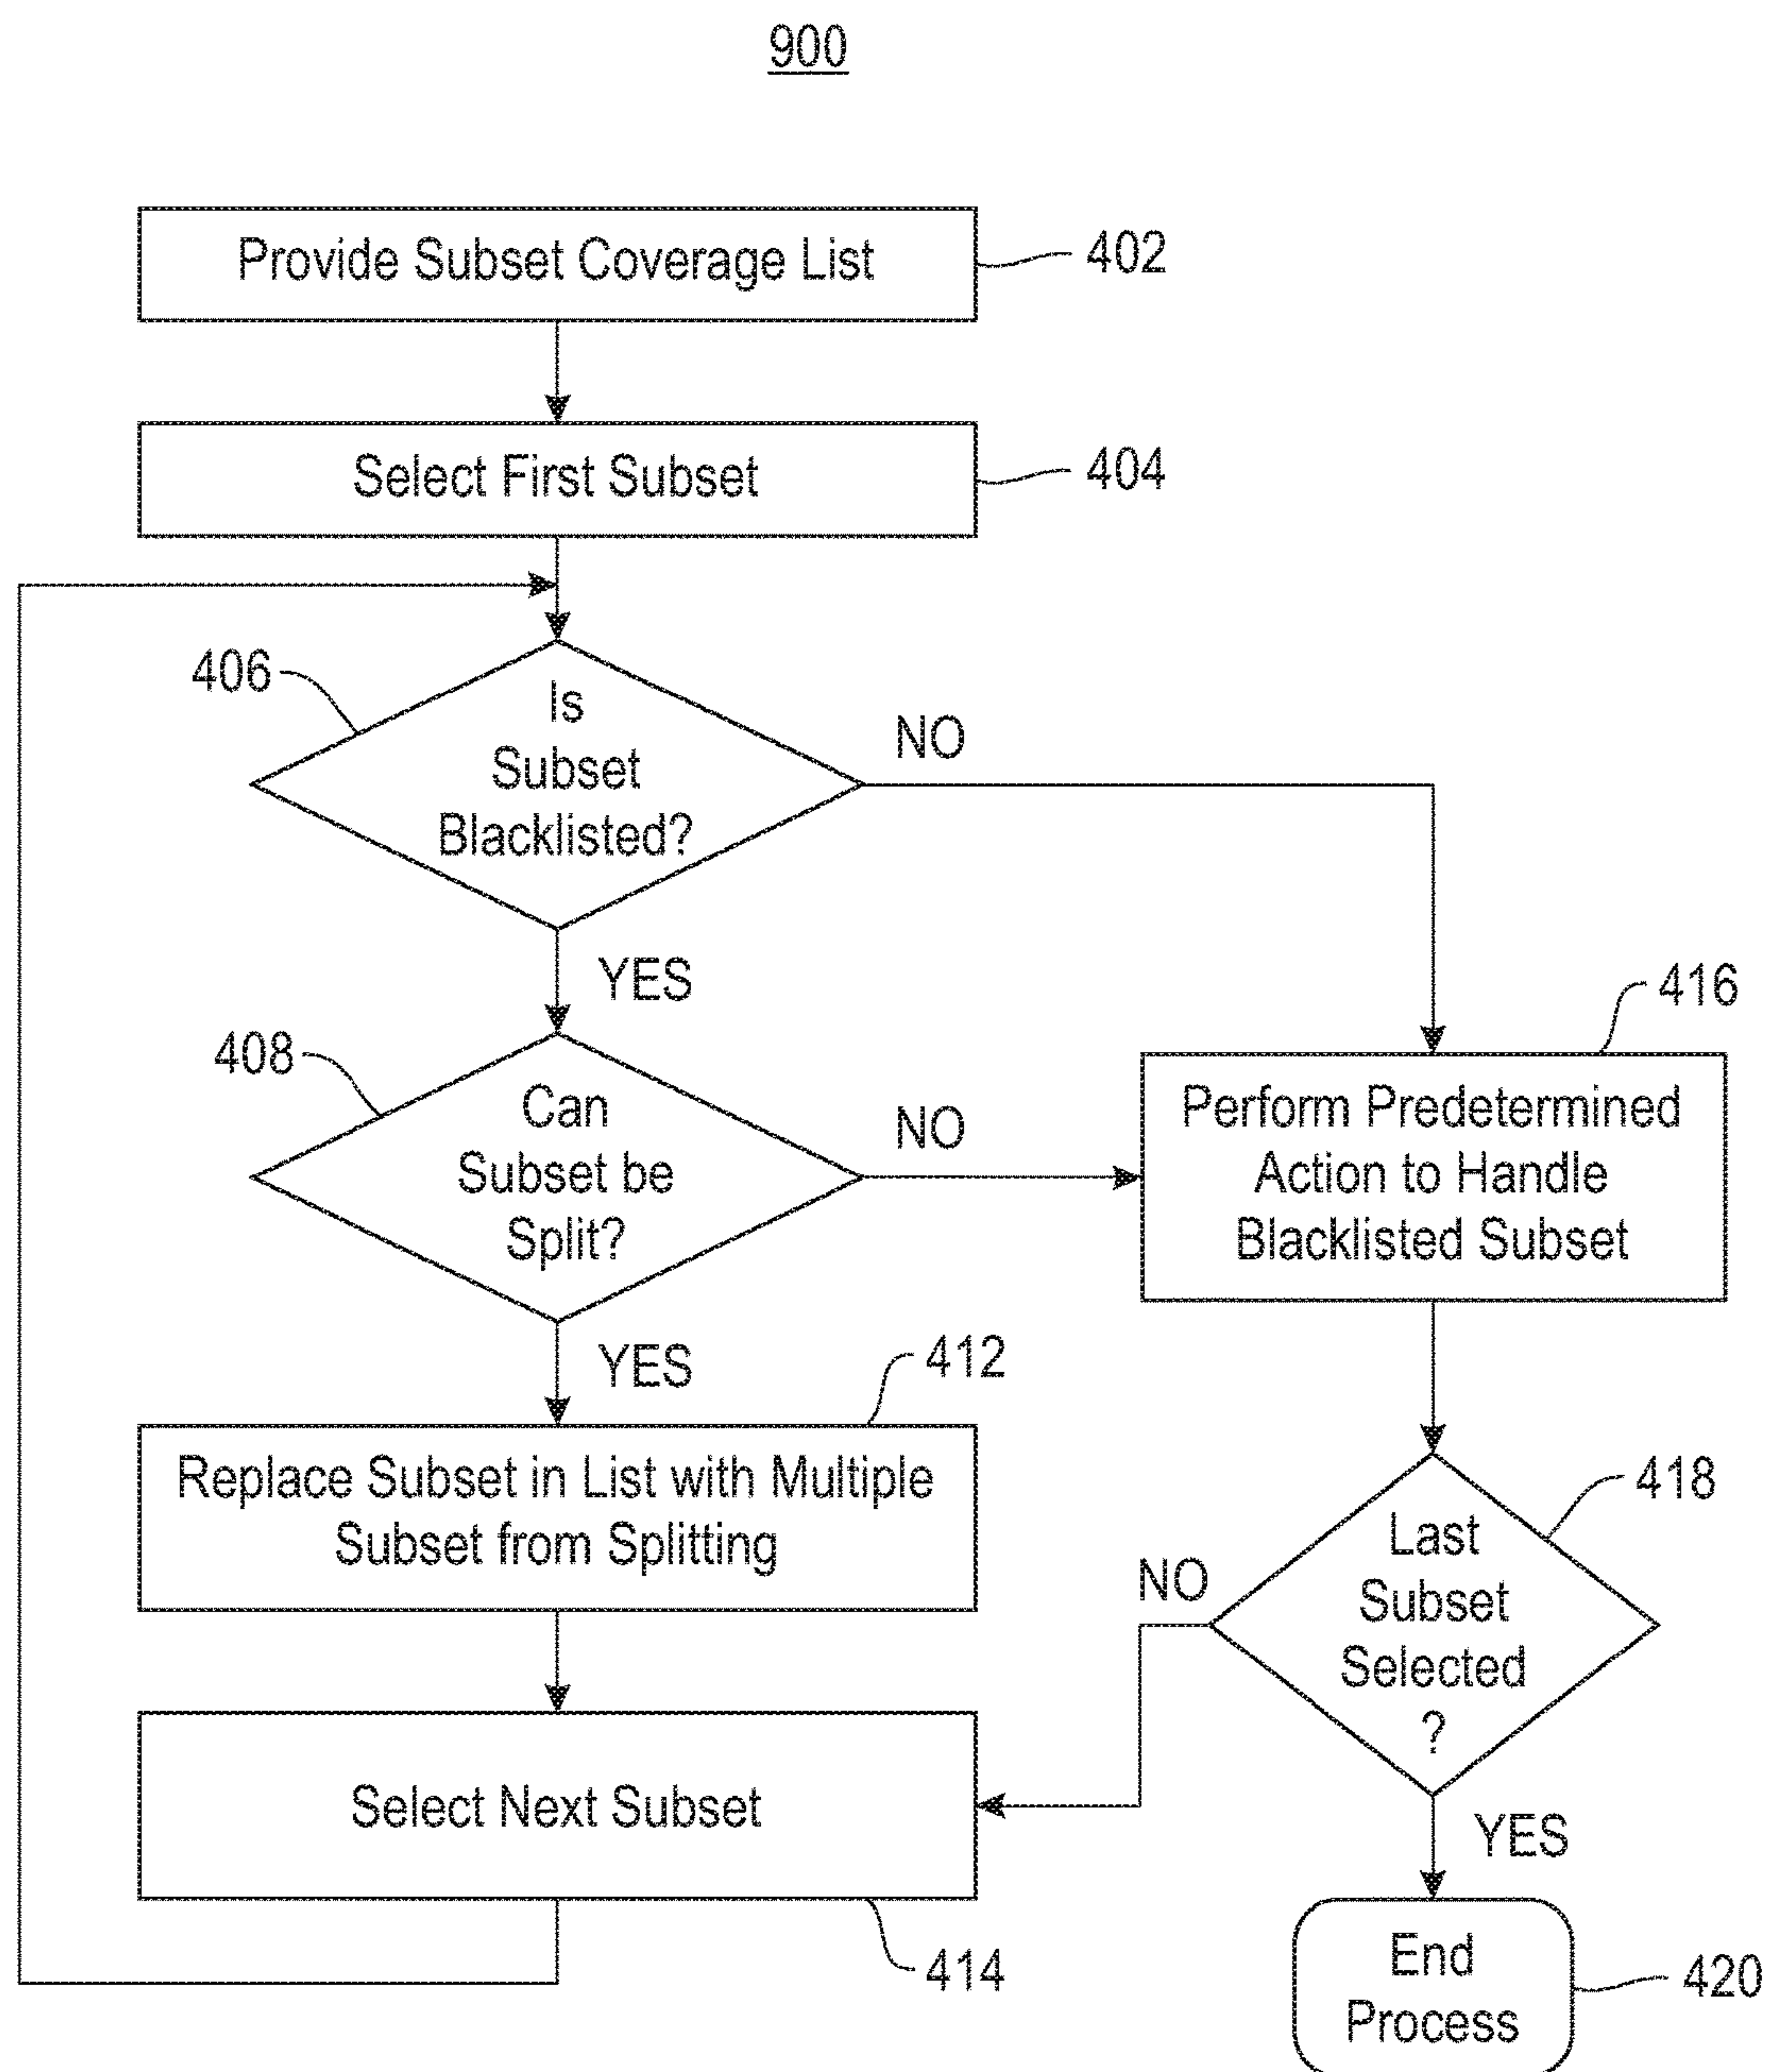 900
Provide Subset Coverage List
402
Select First Subset
404
406
Is
Subset
Blacklisted?
NO
YES
408
Can
Subset be
Split?
NO
YES
416
Perform Predetermined
Action to Handle
Blacklisted Subset
412
Replace Subset in List with Multiple
Subset from Splitting
418
Last
Subset
Selected
?
NO
YES
Select Next Subset
414
End
Process
420